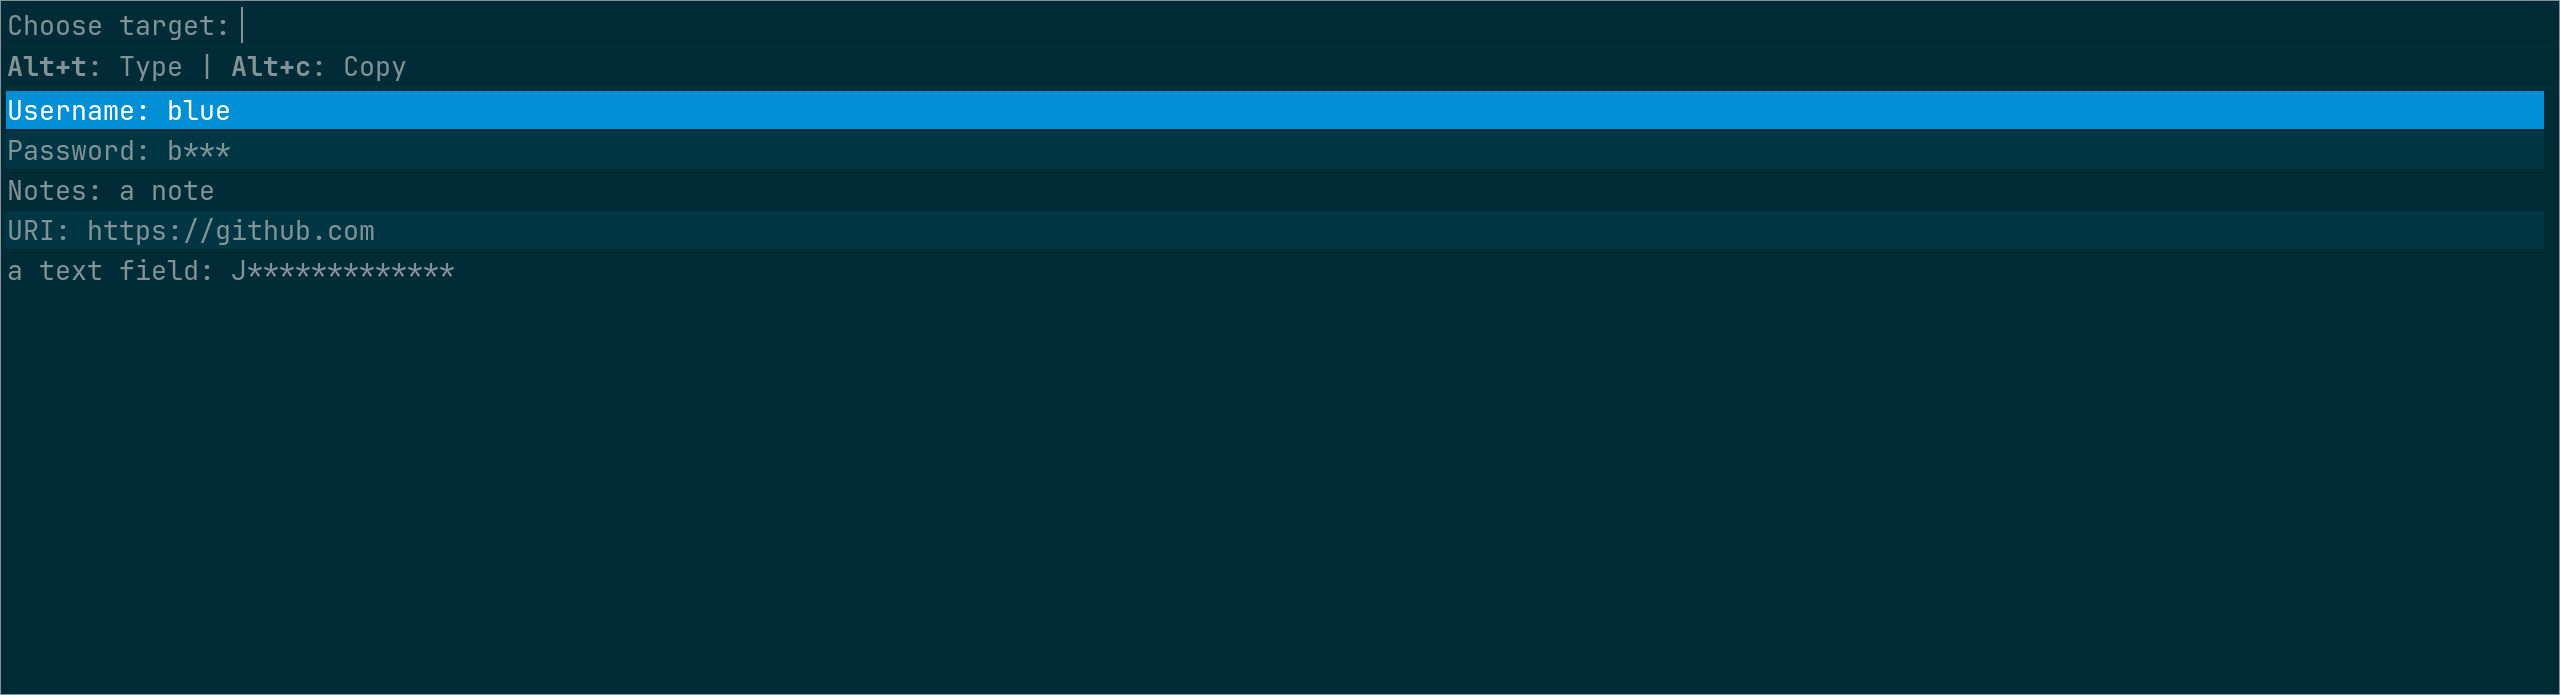 Choose target:
Alt+t: Type | Alt+c: Copy
Username: blue
Password: b***
Notes: a note
URI: https://github.com
a text field: J*************